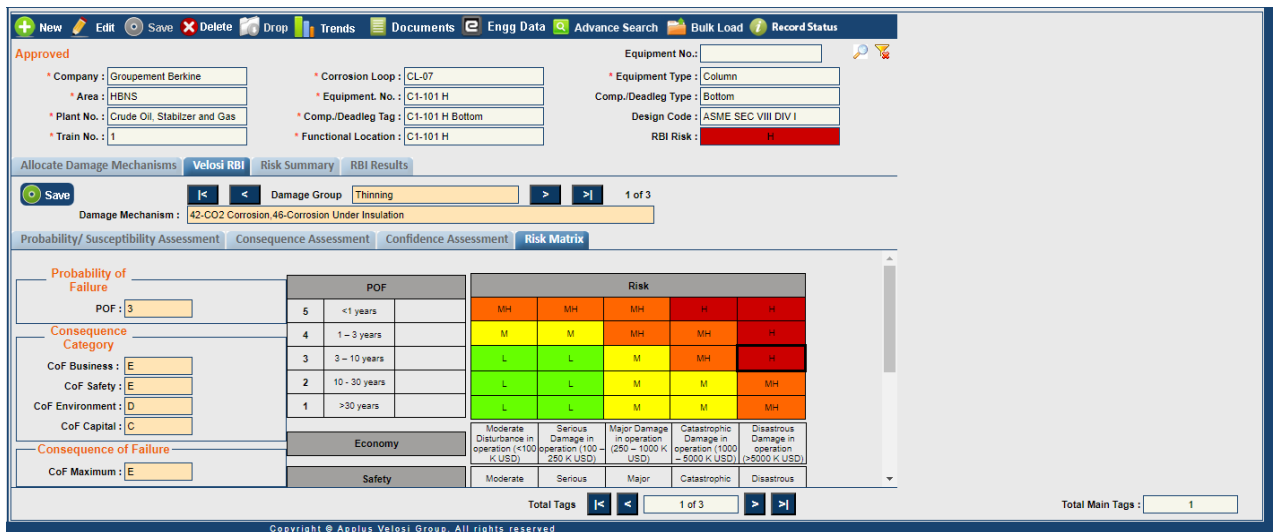 New Edit Save Delete Drop Trends Documents Engg Data Advance Search Bulk Load Record Status
Approved Equipment No.:
* Company : Groupement Berkine * Corrosion Loop : CL-07 * Equipment Type : Column
* Area : HBNS * Equipment. No. : C1-101 H Comp./Deadleg Type : Bottom
* Plant No. : Crude Oil, Stabilzer and Gas * Comp./Deadleg Tag : C1-101 H Bottom Design Code : ASME SEC VIII DIV I
* Train No. : 1 * Functional Location : C1-101 H RBI Risk : H
Allocate Damage Mechanisms Velosi RBI Risk Summary RBI Results
Save |< < Damage Group Thinning > >| 1 of 3
Damage Mechanism : 42-CO2 Corrosion,46-Corrosion Under Insulation
Probability/ Susceptibility Assessment Consequence Assessment Confidence Assessment Risk Matrix
Probability of
Failure
POF : 3
Consequence
Category
CoF Business : E
CoF Safety : E
CoF Environment : D
CoF Capital : C
Consequence of Failure
CoF Maximum : E
POF Risk
5 <1 years MH MH MH H H
4 1 – 3 years M M MH MH H
3 3 – 10 years L L M MH H
2 10 - 30 years L L M M MH
1 >30 years L L M M MH
Economy
Moderate Disturbance in operation (<100 K USD)
Serious Damage in operation (100 – 250 K USD)
Major Damage in operation (250 – 1000 K USD)
Catastrophic Damage in operation (1000 – 5000 K USD)
Disastrous Damage in operation (>5000 K USD)
Safety Moderate Serious Major Catastrophic Disastrous
Total Tags |< < 1 of 3 > >| Total Main Tags : 1
Copyright © Applus Velosi Group. All rights reserved